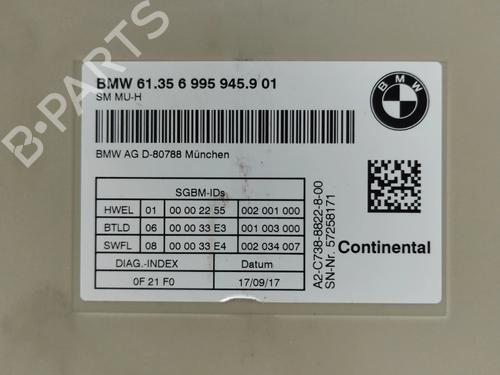 BMW 61.35 6 995 945.9 01
SM MU-H
BMW AG D-80788 München
SGBM-IDs
HWEL 01 00 00 22 55 002 001 000
BTLD 06 00 00 33 E3 001 003 000
SWFL 08 00 00 33 E4 002 034 007
DIAG.-INDEX Datum
0F 21 F0 17/09/17
BMW
A2-C738-8822-8-00
SN-Nr. 57258171
Continental
B-PARTS